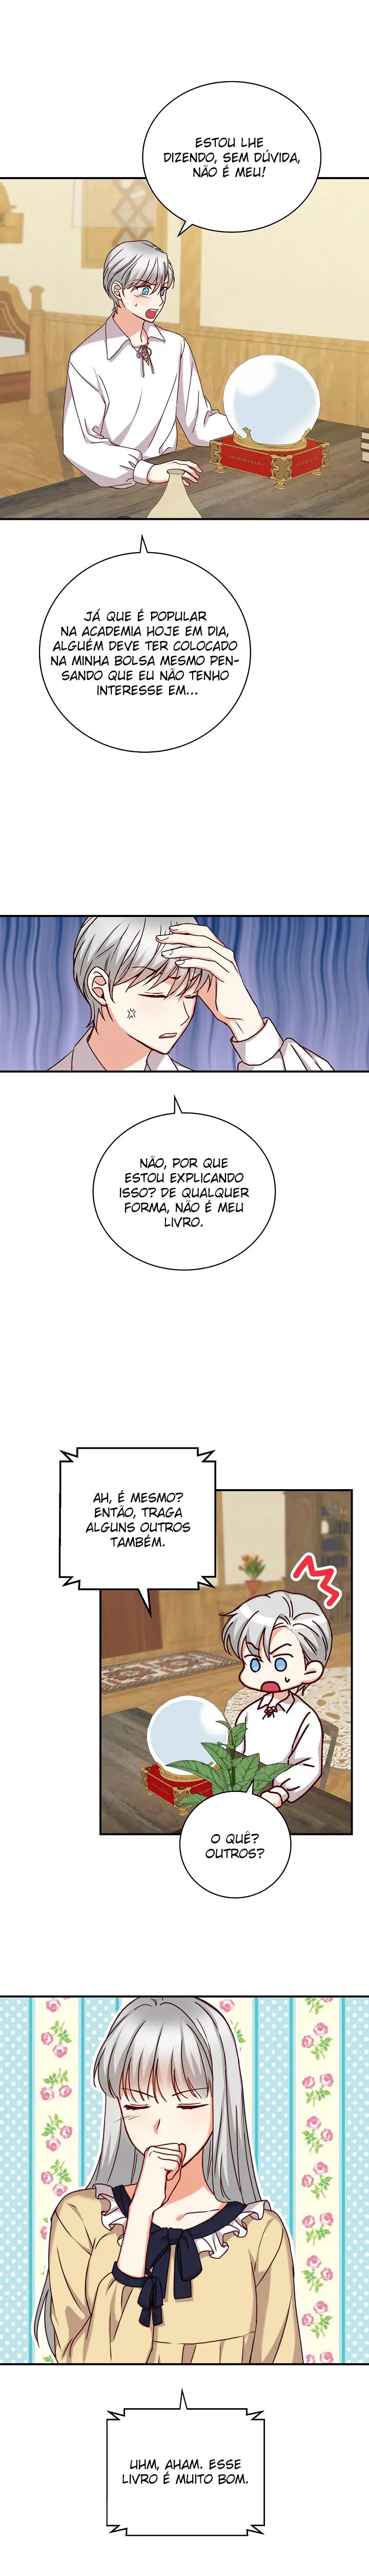 ESTOU LHE
DIZENDO, SEM DÚVIDA,
NÃO É MEU!
JÁ QUE É POPULAR
NA ACADEMIA HOJE EM DIA,
ALGUÉM DEVE TER COLOCADO
NA MINHA BOLSA MESMO PEN-
SANDO QUE EU NÃO TENHO
INTERESSE EM...
NÃO, POR QUE
ESTOU EXPLICANDO
ISSO? DE QUALQUER
FORMA, NÃO É MEU
LIVRO.
AH, É MESMO?
ENTÃO, TRAGA
ALGUNS OUTROS
TAMBÉM.
O QUÊ?
OUTROS?
UHM, AHAM. ESSE
LIVRO É MUITO BOM.